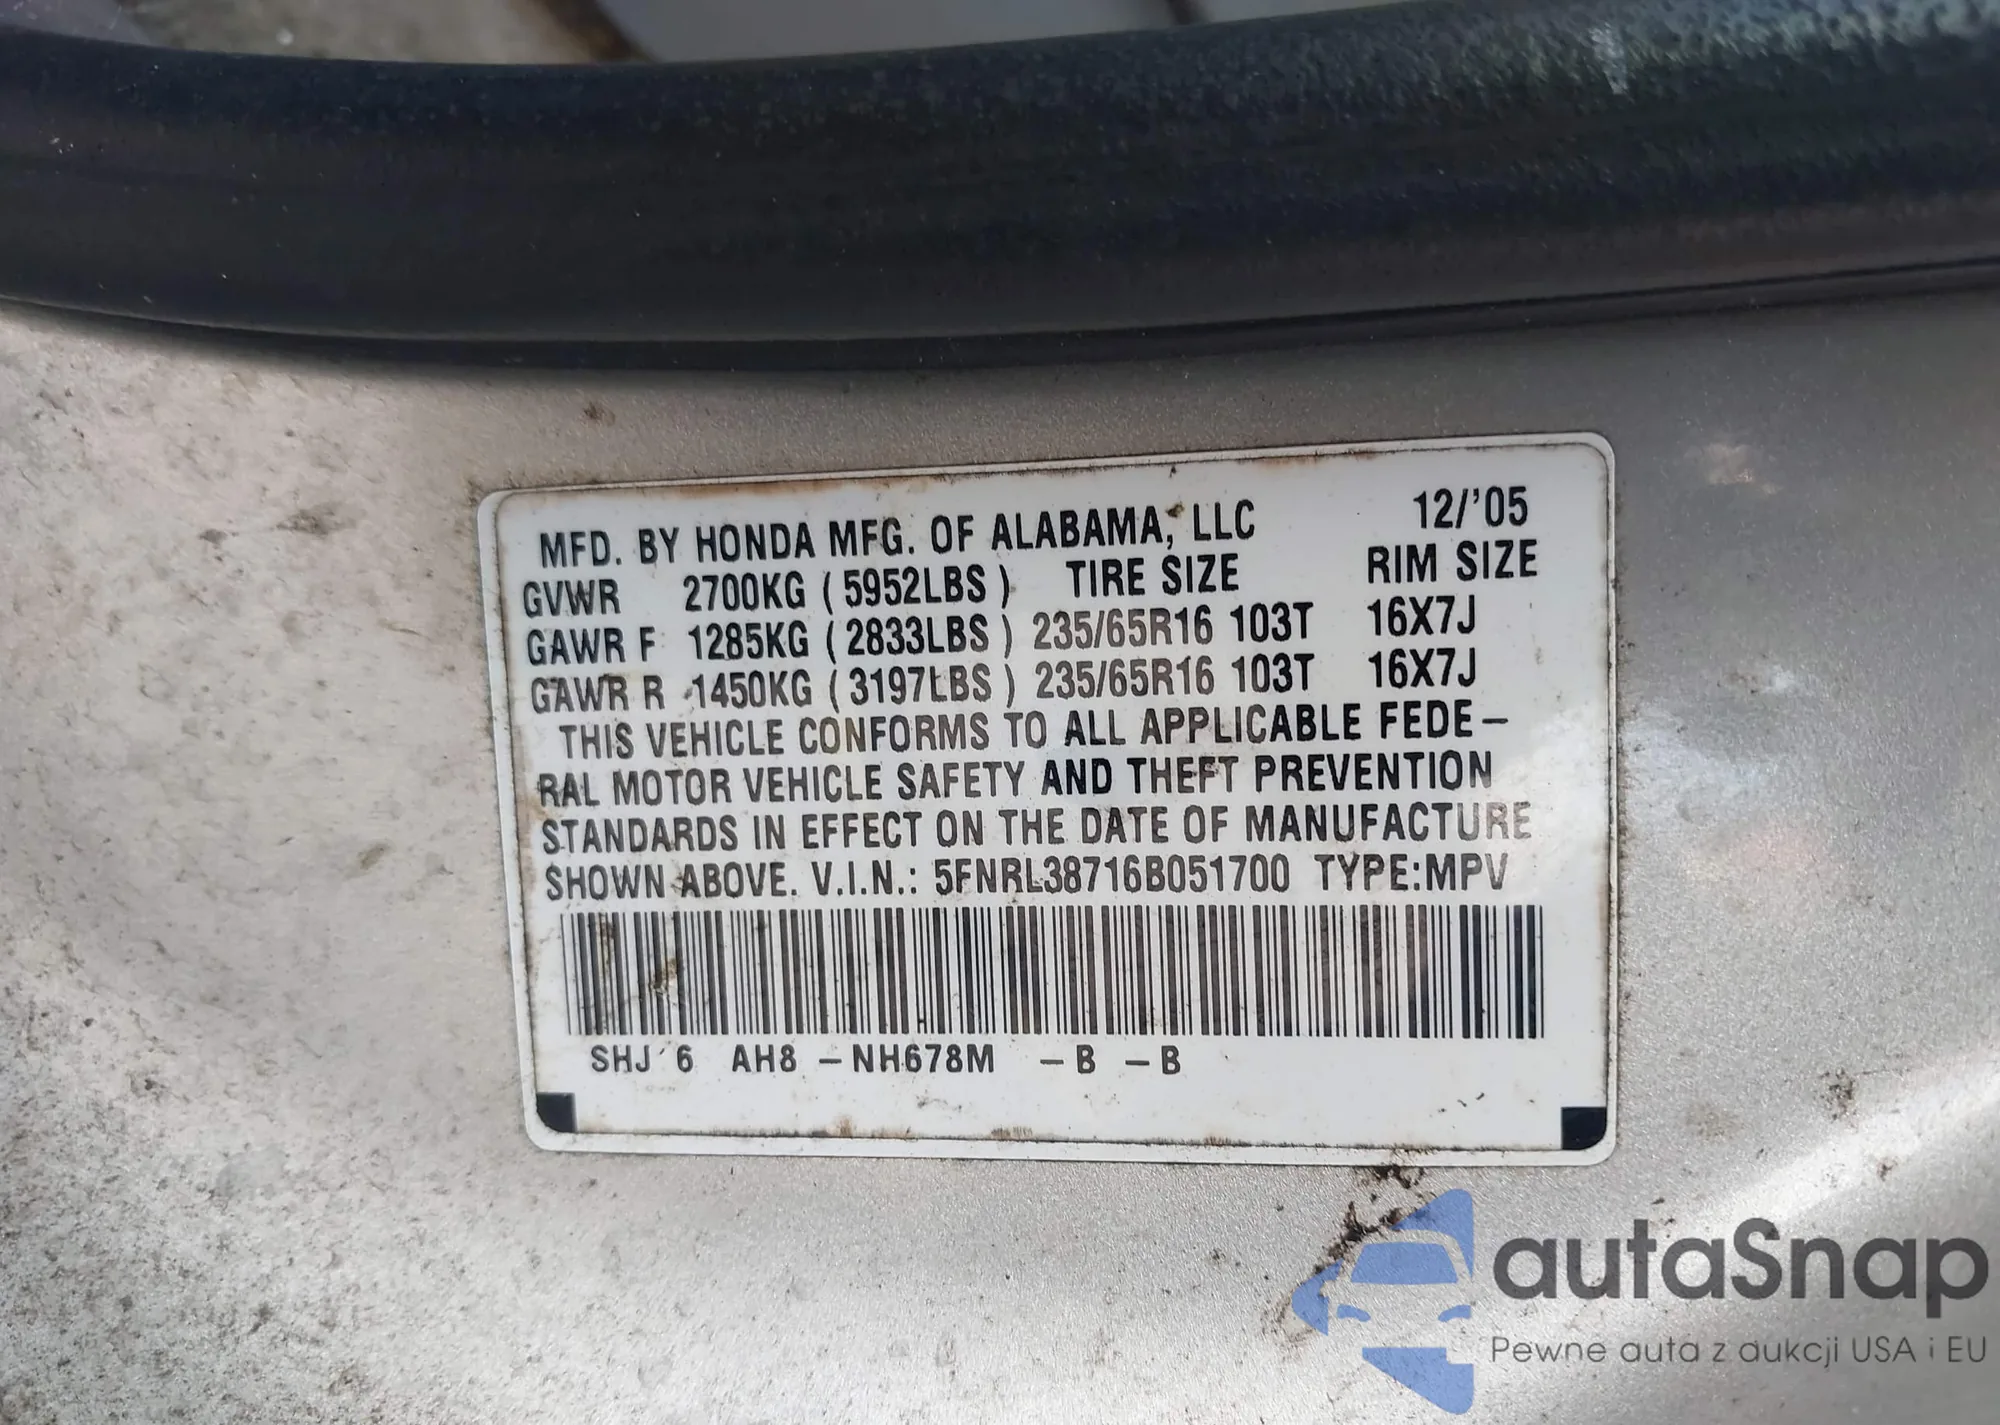 MFD. BY HONDA MFG. OF ALABAMA, LLC 12/'05
GVWR 2700KG ( 5952LBS ) TIRE SIZE RIM SIZE
GAWR F 1285KG ( 2833LBS ) 235/65R16 103T 16X7J
GAWR R 1450KG ( 3197LBS ) 235/65R16 103T 16X7J
THIS VEHICLE CONFORMS TO ALL APPLICABLE FEDE-
RAL MOTOR VEHICLE SAFETY AND THEFT PREVENTION
STANDARDS IN EFFECT ON THE DATE OF MANUFACTURE
SHOWN ABOVE. V.I.N.: 5FNRL38716B051700 TYPE:MPV
SHJ 6 AH8 -NH678M -B -B
autaSnap
Pewne auta z aukcji USA i EU